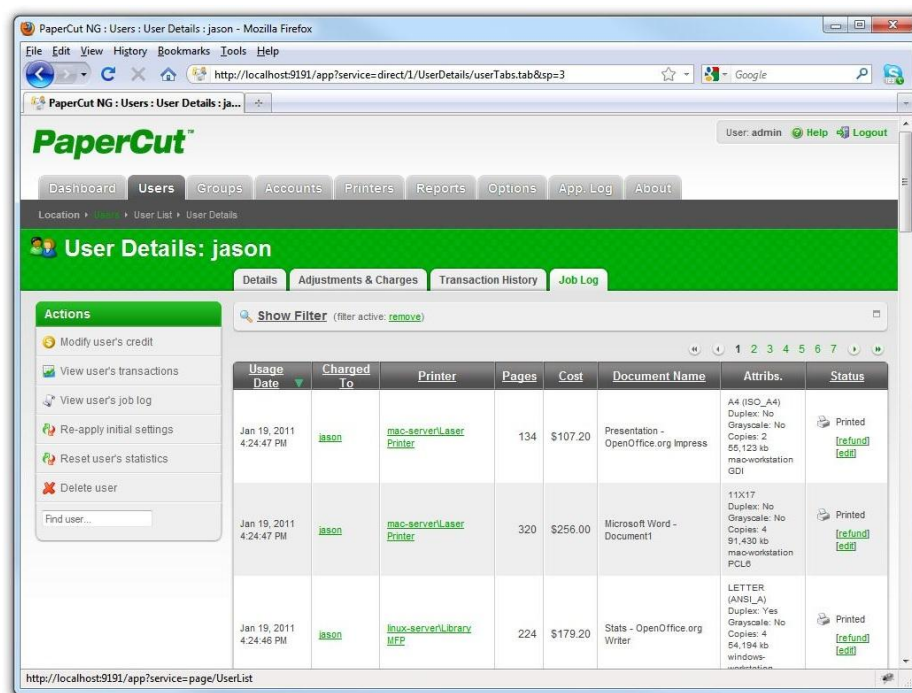 PaperCut NG : Users : User Details : jason - Mozilla Firefox
File Edit View History Bookmarks Tools Help
http://localhost:9191/app?service=direct/1/UserDetails/userTabs.tab&sp=3
Google
PaperCut NG : Users : User Details : ja...
PaperCut™
User: admin Help Logout
Dashboard Users Groups Accounts Printers Reports Options App. Log About
Location Users User List User Details
User Details: jason
Details Adjustments & Charges Transaction History Job Log
Actions
Modify user's credit
View user's transactions
View user's job log
Re-apply initial settings
Reset user's statistics
Delete user
Find user...
Show Filter (filter active: remove)
1 2 3 4 5 6 7
Usage Date Charged To Printer Pages Cost Document Name Attribs. Status
Jan 19, 2011
4:24:47 PM
jason
mac-server\Laser
Printer
134
$107.20
Presentation -
OpenOffice.org Impress
A4 (ISO_A4)
Duplex: No
Grayscale: No
Copies: 2
55,123 kb
mac-workstation
GDI
Printed
[refund]
[edit]
Jan 19, 2011
4:24:47 PM
jason
mac-server\Laser
Printer
320
$256.00
Microsoft Word -
Document1
11X17
Duplex: No
Grayscale: No
Copies: 4
91,430 kb
mac-workstation
PCL6
Printed
[refund]
[edit]
Jan 19, 2011
4:24:46 PM
jason
linux-server\Library
MFP
224
$179.20
Stats - OpenOffice.org
Writer
LETTER
(ANSI_A)
Duplex: Yes
Grayscale: No
Copies: 4
54,194 kb
windows-
workstation
Printed
[refund]
[edit]
http://localhost:9191/app?service=page/UserList